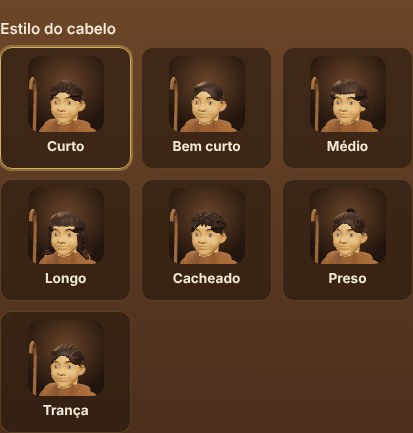 Estilo do cabelo
Curto
Bem curto
Médio
Longo
Cacheado
Preso
Trança